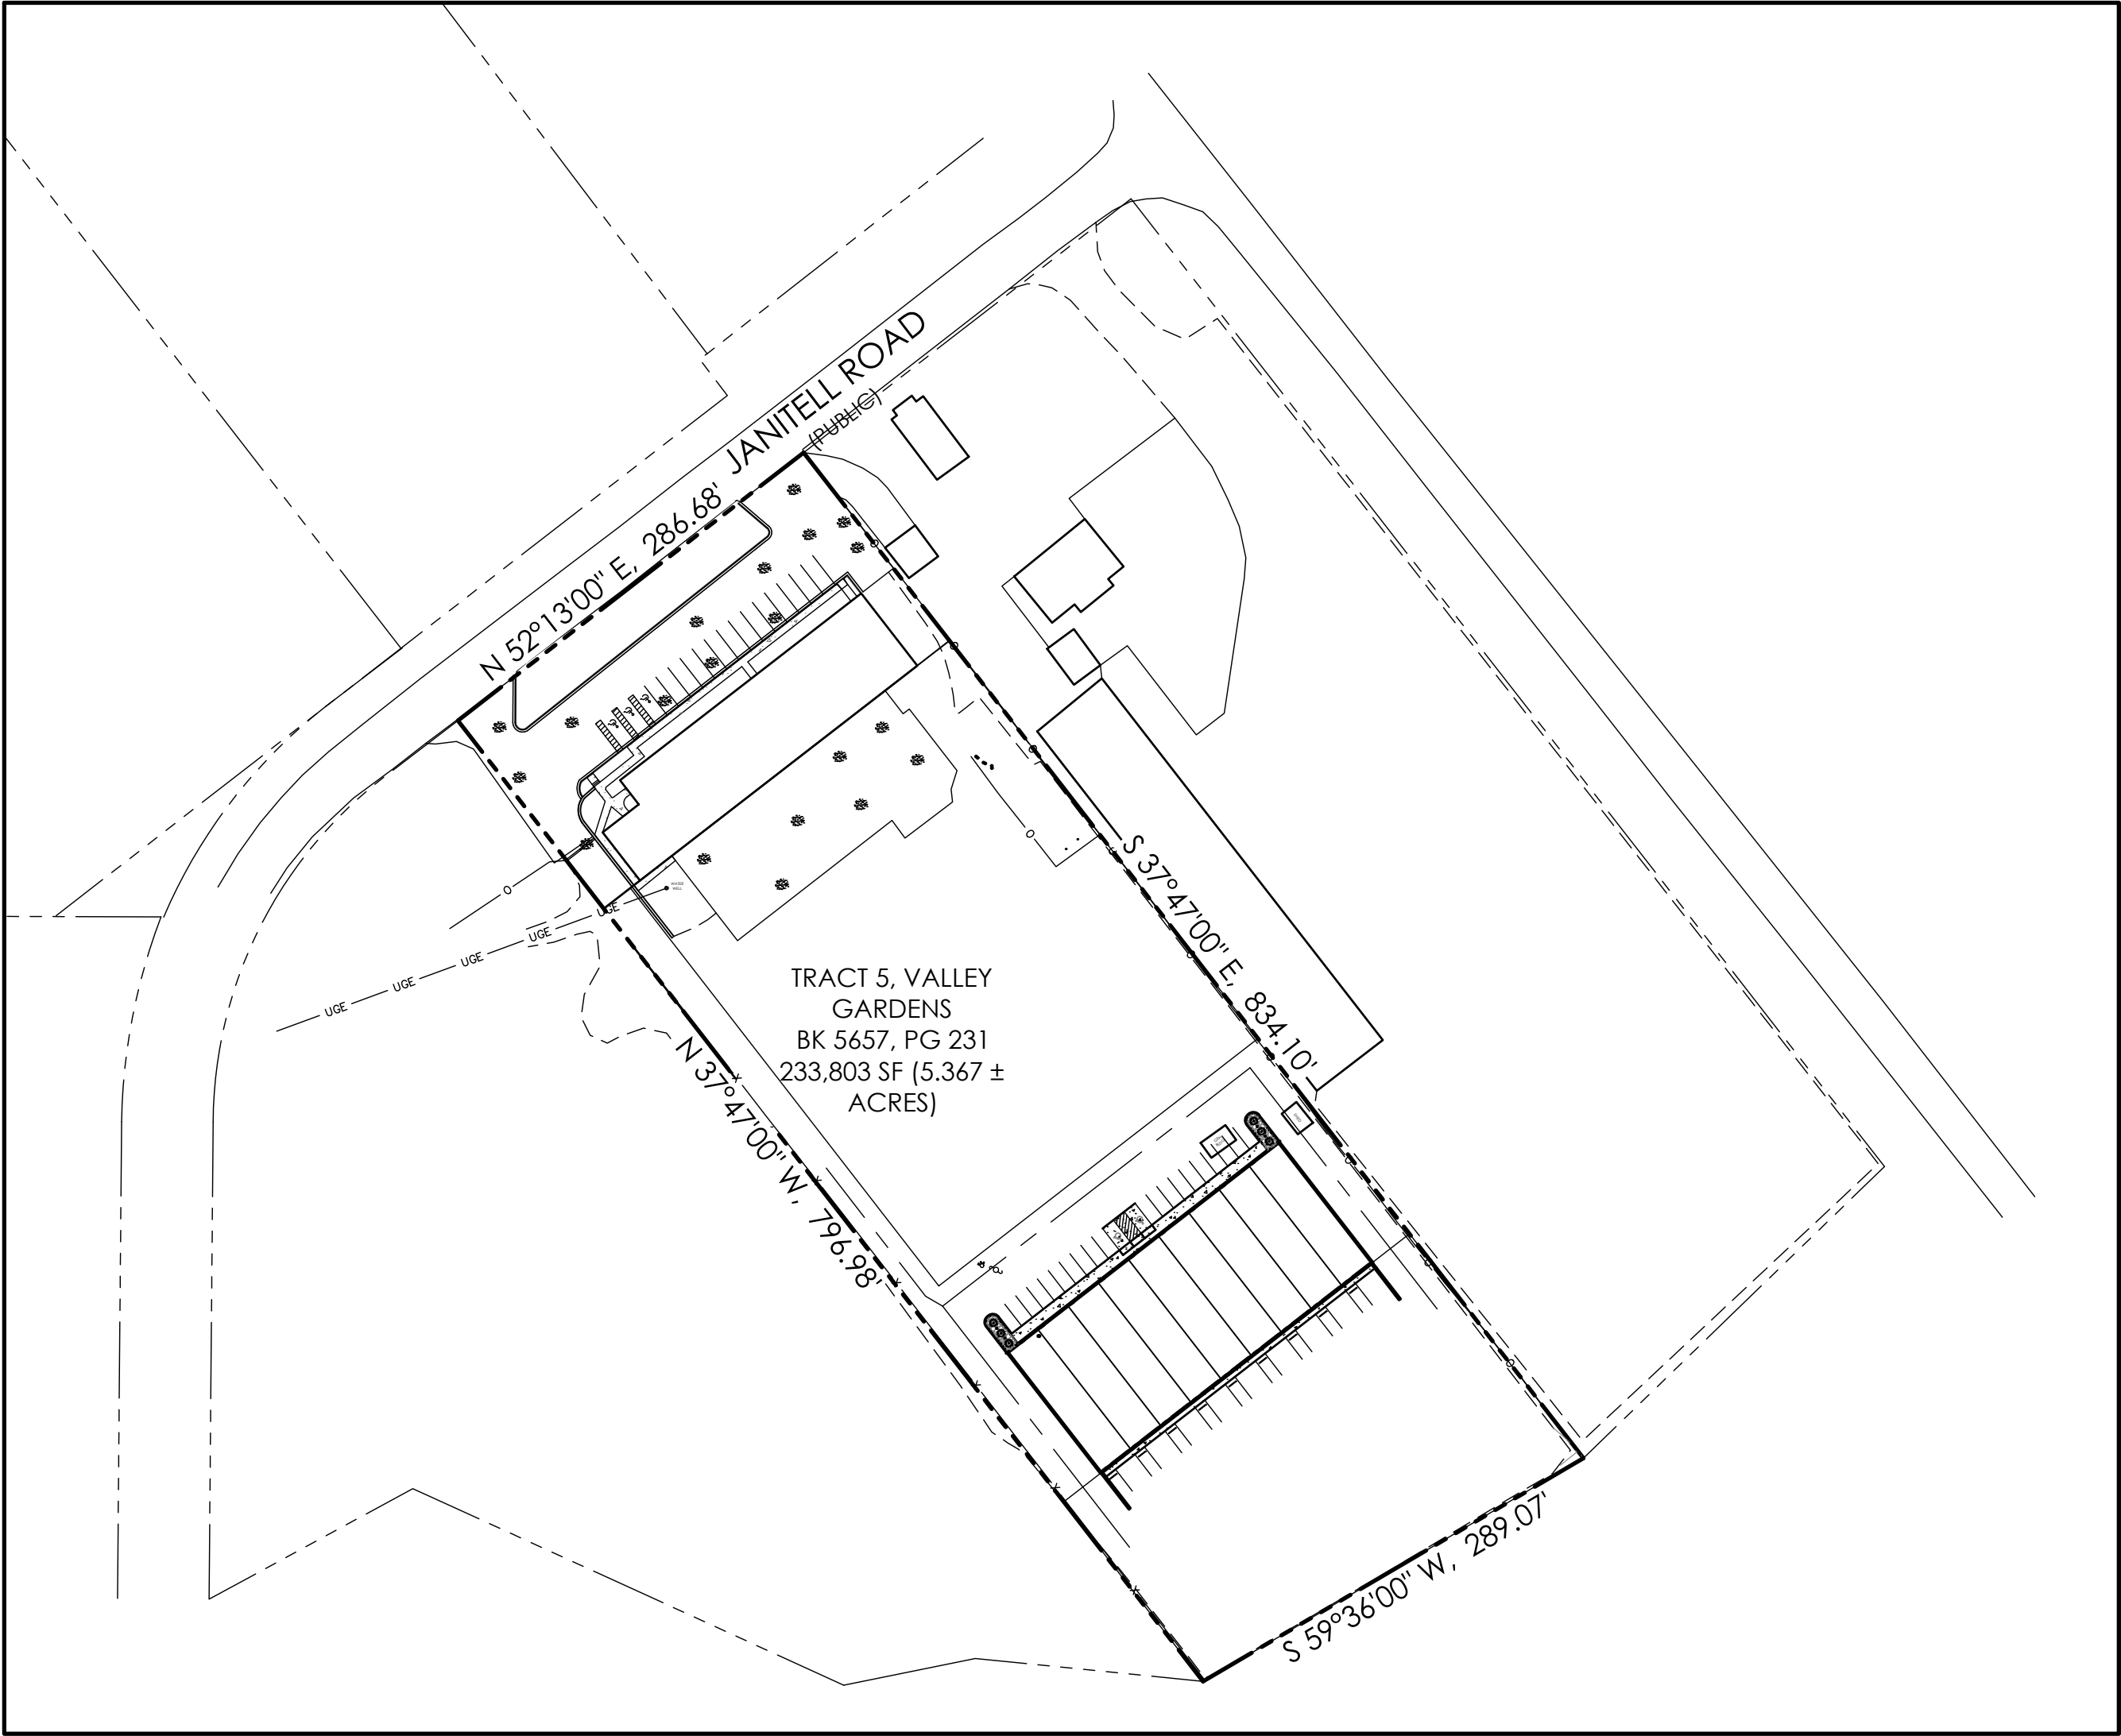 JANITELL ROAD
(PUBLIC)
N 52°13'00" E, 286.68'
WATER
WELL
UGE
UGE
UGE
UGE
UGE
S 37°47'00" E, 834.10'
TRACT 5, VALLEY
GARDENS
BK 5657, PG 231
233,803 SF (5.367 ±
ACRES)
N 37°47'00" W, 796.98'
S 59°36'00" W, 289.07'